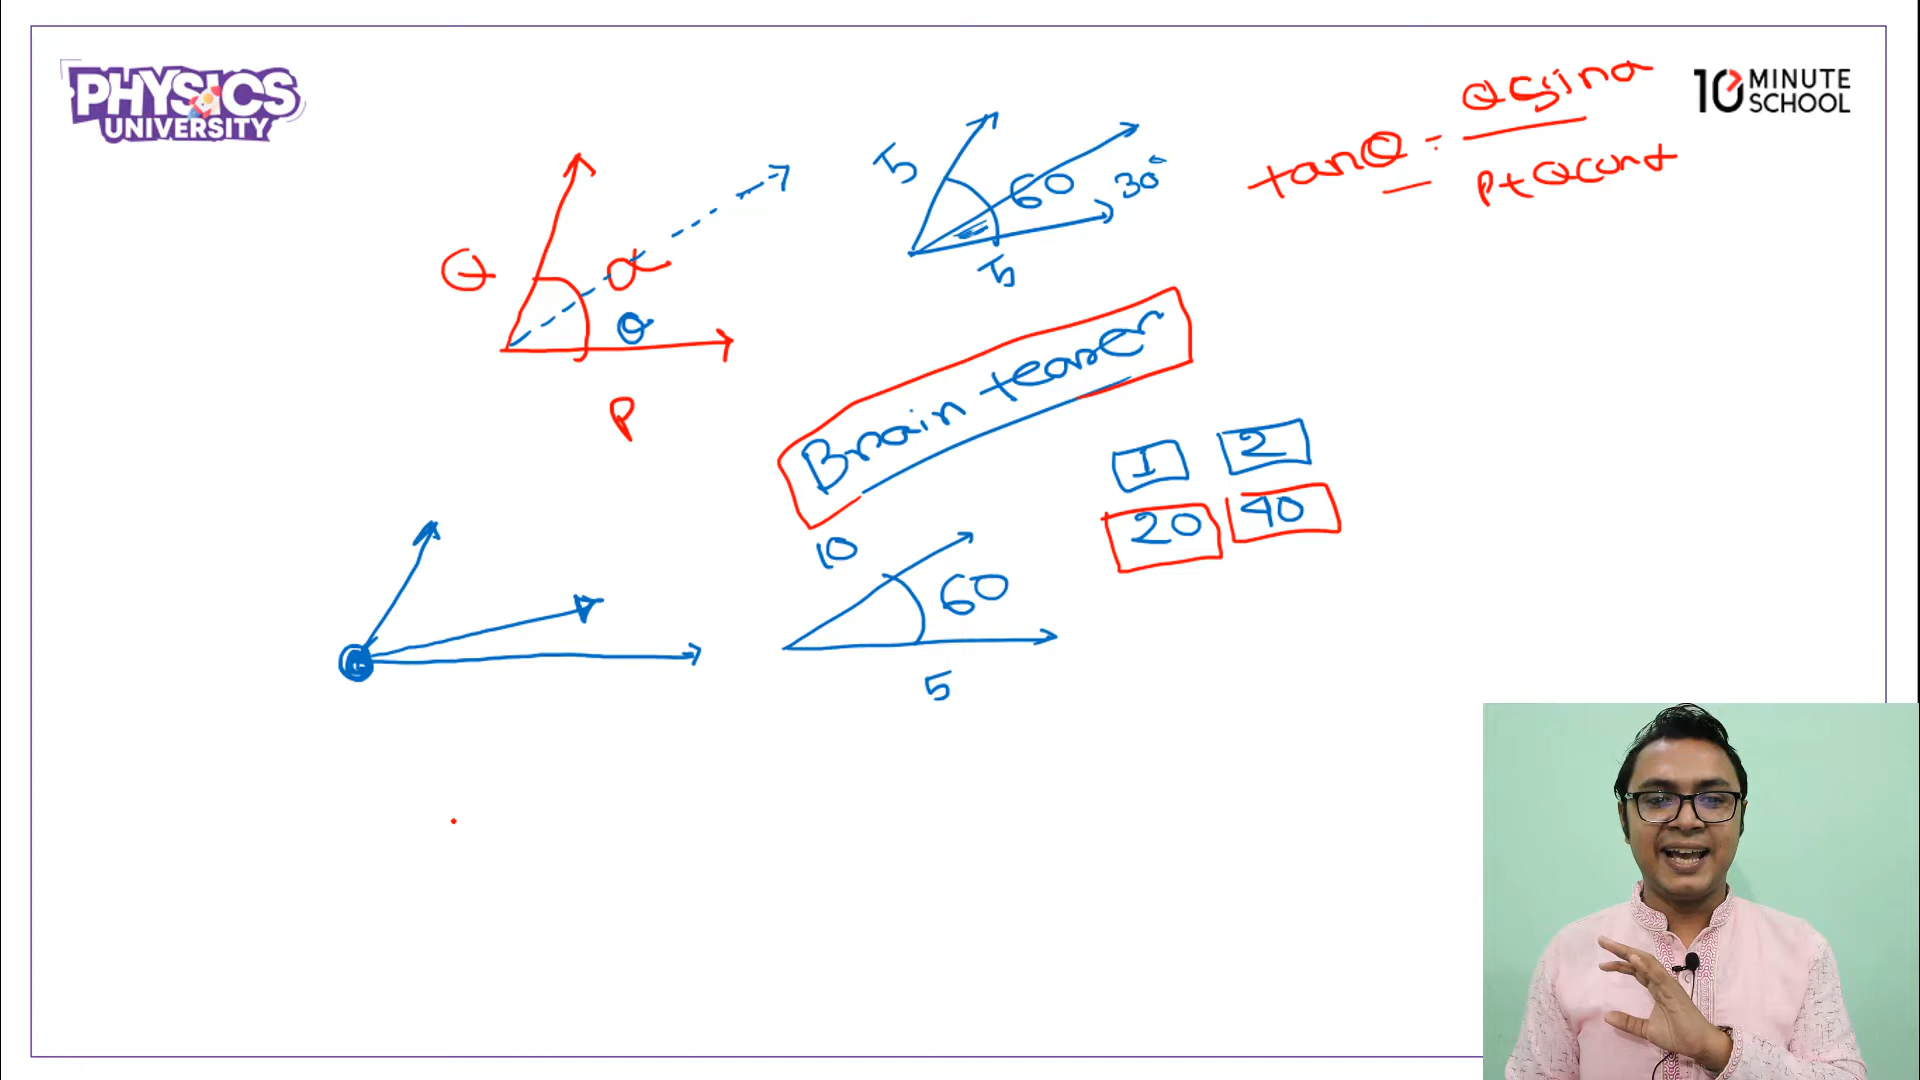 PHYSICS
UNIVERSITY
10 MINUTE
SCHOOL
tanθ = Qsinα / P+Qcosα
Q
α
θ
P
5
60
30°
5
Brain teaser
1 2
20 40
10
60
5